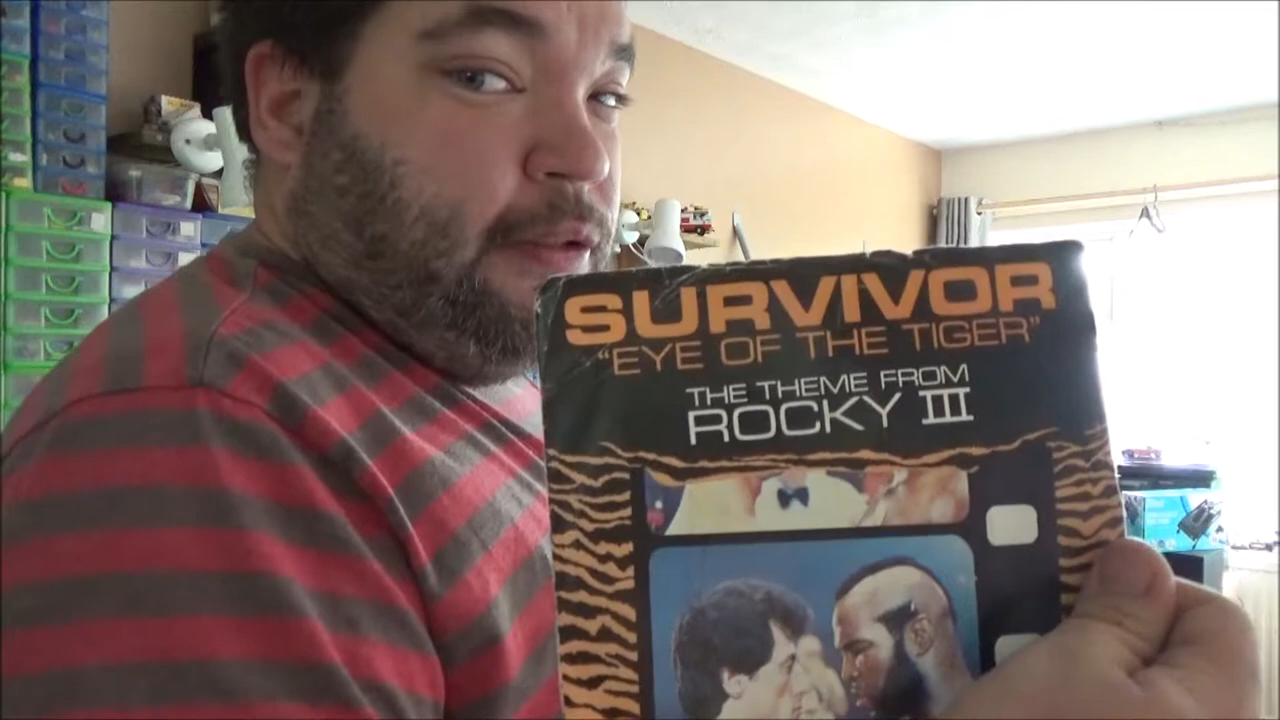 SURVIVOR
"EYE OF THE TIGER"
THE THEME FROM
ROCKY III